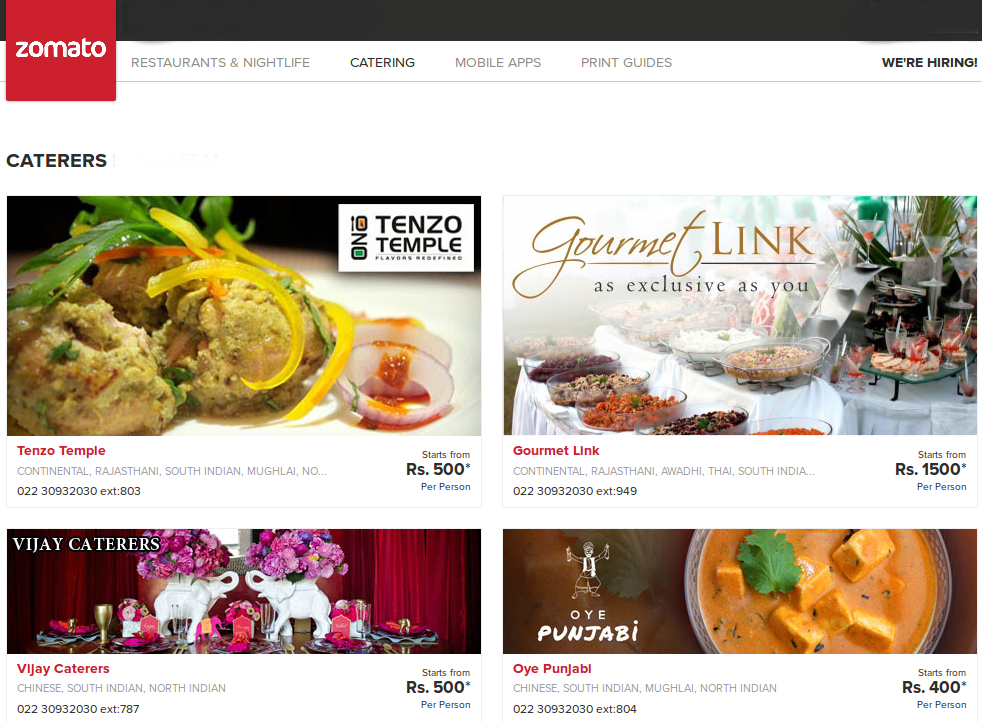 zomato
RESTAURANTS & NIGHTLIFE
CATERING
MOBILE APPS
PRINT GUIDES
WE'RE HIRING!
CATERERS
ONO
TENZO
TEMPLE
FLAVORS REDEFINED
Tenzo Temple
CONTINENTAL, RAJASTHANI, SOUTH INDIAN, MUGHLAI, NO...
022 30932030 ext:803
Starts from
Rs. 500*
Per Person
Gourmet LINK
as exclusive as you
Gourmet Link
CONTINENTAL, RAJASTHANI, AWADHI, THAI, SOUTH INDIA...
022 30932030 ext:949
Starts from
Rs. 1500*
Per Person
VIJAY CATERERS
Vijay Caterers
CHINESE, SOUTH INDIAN, NORTH INDIAN
022 30932030 ext:787
Starts from
Rs. 500*
Per Person
OYE
PUNJABi
Oye Punjabi
CHINESE, SOUTH INDIAN, MUGHLAI, NORTH INDIAN
022 30932030 ext:804
Starts from
Rs. 400*
Per Person